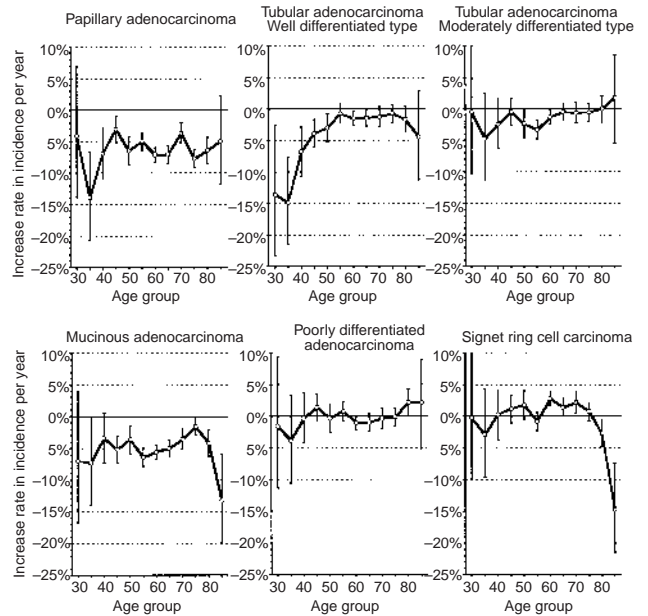 Papillary adenocarcinoma
Tubular adenocarcinoma
Well differentiated type
Tubular adenocarcinoma
Moderately differentiated type
Increase rate in incidence per year
10%
5%
0%
5%
–10%
–15%
–20%
–25%
30 40 50 60 70 80
Age group
10%
5%
0%
5%
–10%
–15%
–20%
–25%
30 40 50 60 70 80
Age group
10%
5%
0%
5%
–10%
–15%
–20%
–25%
30 40 50 60 70 80
Age group
Mucinous adenocarcinoma
Poorly differentiated
adenocarcinoma
Signet ring cell carcinoma
Increase rate in incidence per year
10%
5%
0%
5%
–10%
–15%
–20%
–25%
30 40 50 60 70 80
Age group
10%
5%
0%
5%
–10%
–15%
–20%
–25%
30 40 50 60 70 80
Age group
10%
5%
0%
5%
–10%
–15%
–20%
–25%
30 40 50 60 70 80
Age group